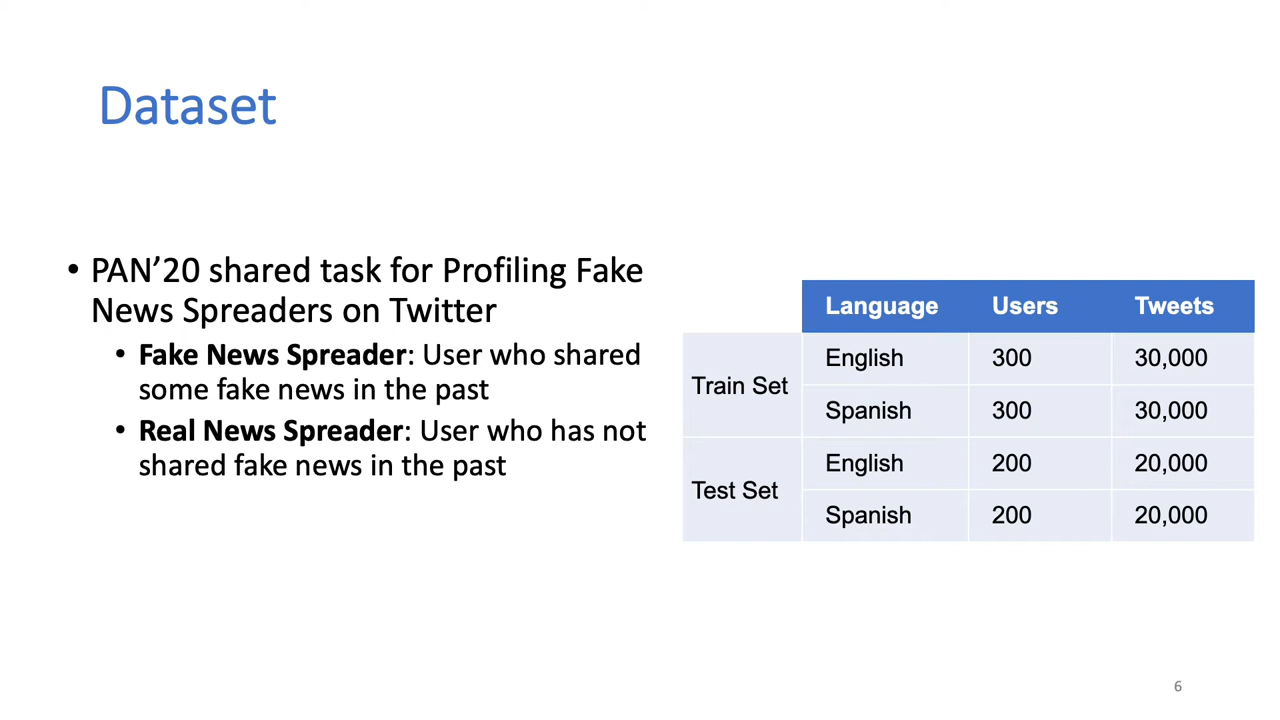 Dataset
• PAN’20 shared task for Profiling Fake
News Spreaders on Twitter
• Fake News Spreader: User who shared
some fake news in the past
• Real News Spreader: User who has not
shared fake news in the past
Language Users Tweets
Train Set
English 300 30,000
Spanish 300 30,000
Test Set
English 200 20,000
Spanish 200 20,000
6